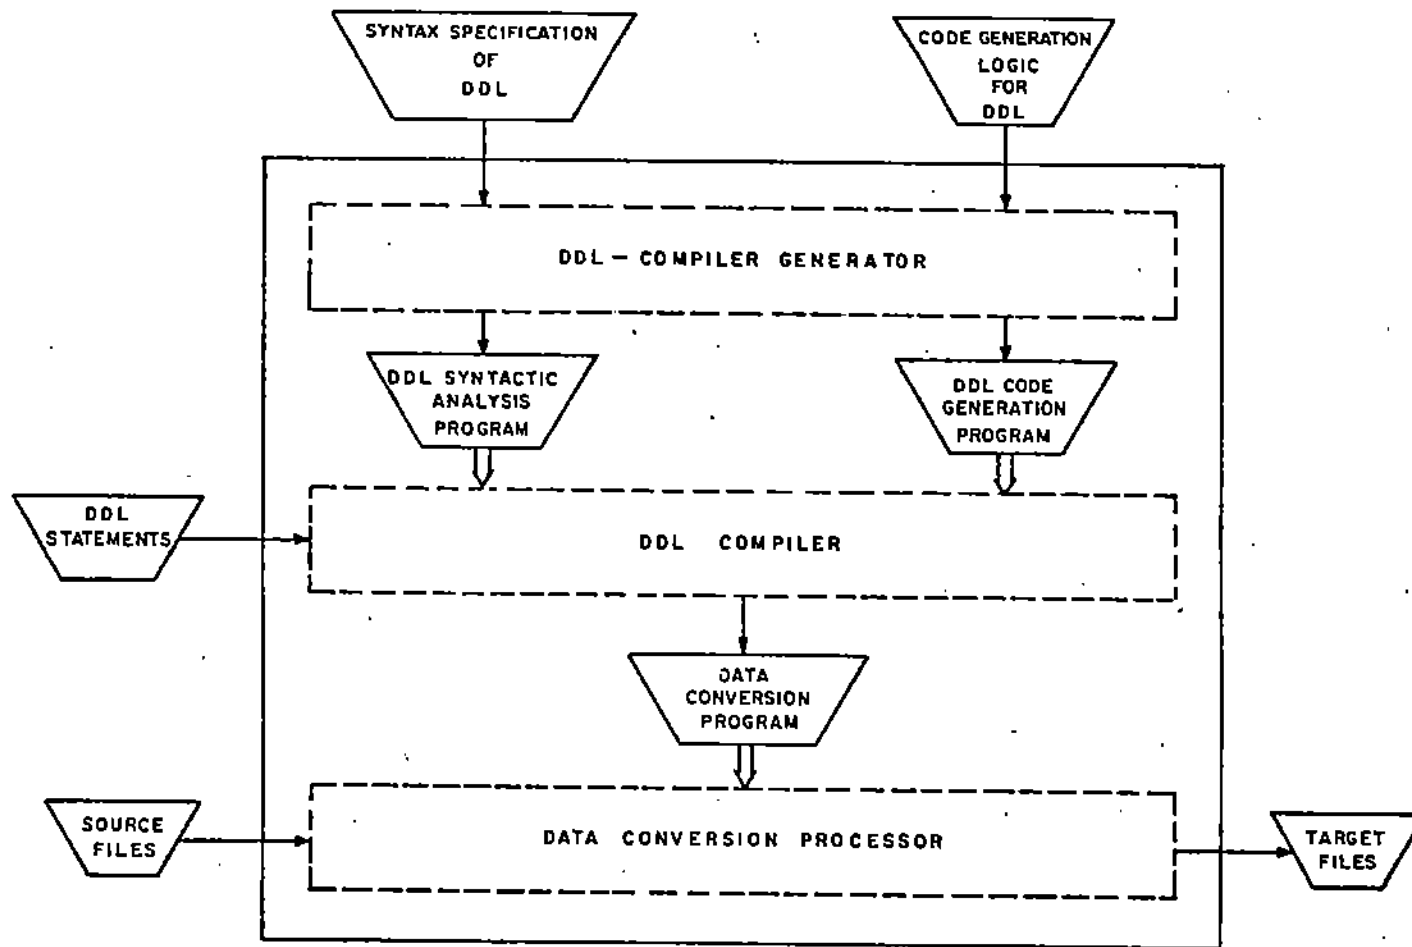 SYNTAX SPECIFICATION
OF
DDL
CODE GENERATION
LOGIC
FOR
DDL
DDL - COMPILER GENERATOR
DDL SYNTACTIC
ANALYSIS
PROGRAM
DDL CODE
GENERATION
PROGRAM
DDL
STATEMENTS
DDL COMPILER
DATA
CONVERSION
PROGRAM
SOURCE
FILES
DATA CONVERSION PROCESSOR
TARGET
FILES